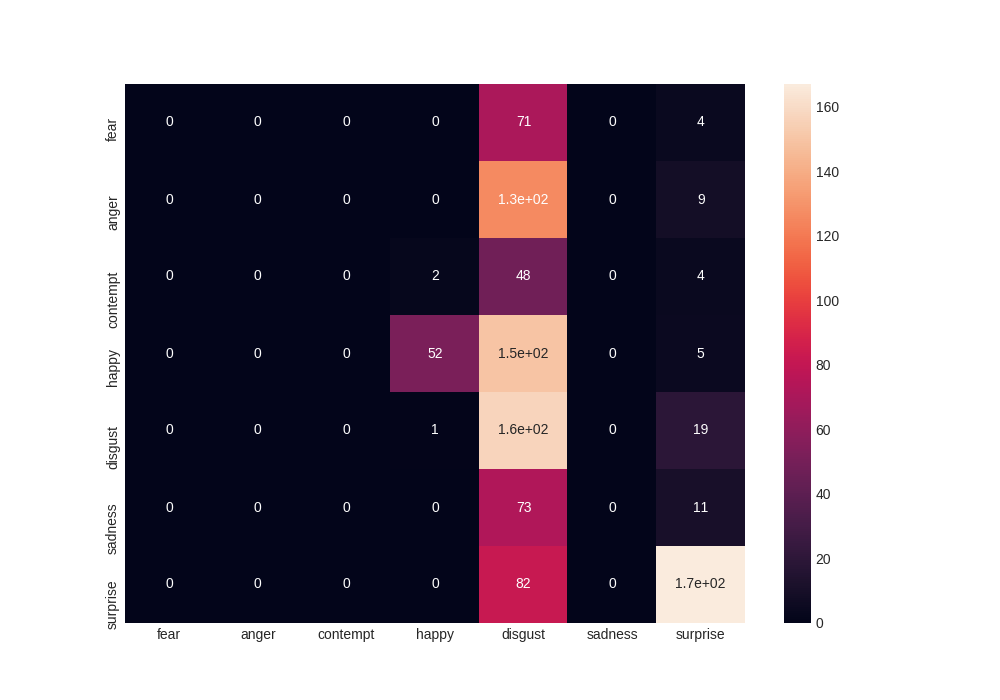 fear 0 0 0 0 71 0 4
anger 0 0 0 0 1.3e+02 0 9
contempt 0 0 0 2 48 0 4
happy 0 0 0 52 1.5e+02 0 5
disgust 0 0 0 1 1.6e+02 0 19
sadness 0 0 0 0 73 0 11
surprise 0 0 0 0 82 0 1.7e+02
fear anger contempt happy disgust sadness surprise
160
140
120
100
80
60
40
20
0